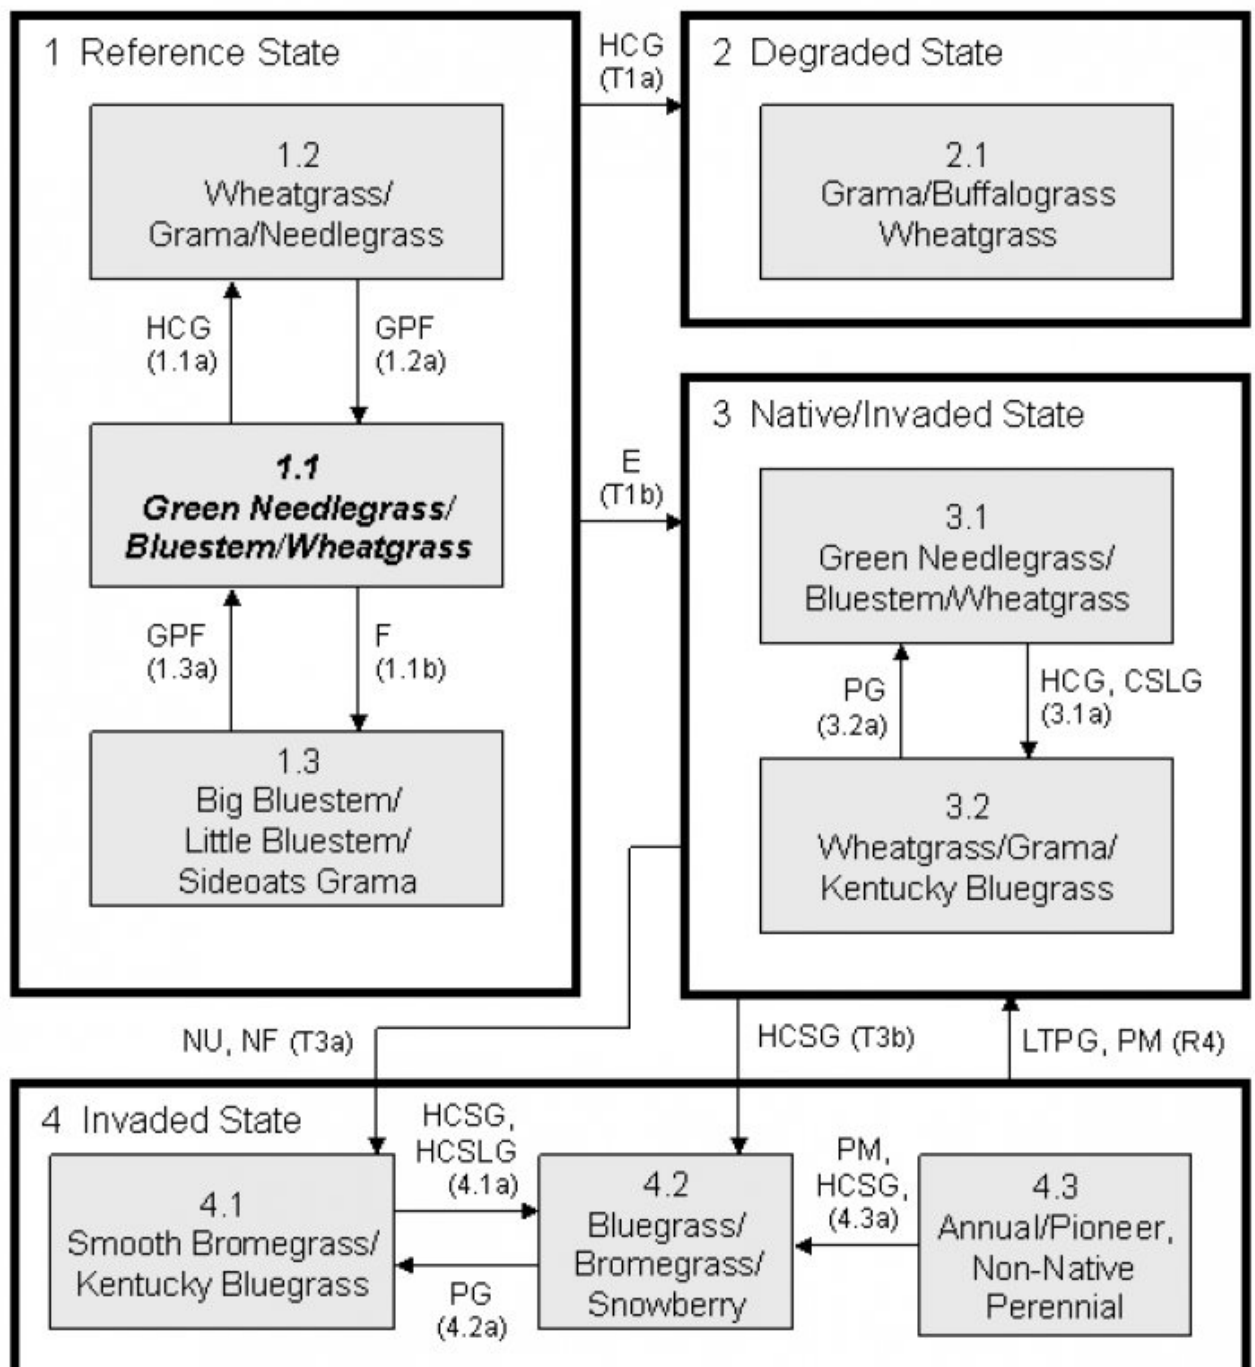 1 Reference State
1.2
Wheatgrass/
Grama/Needlegrass
HCG
(1.1a)
GPF
(1.2a)
1.1
Green Needlegrass/
Bluestem/Wheatgrass
GPF
(1.3a)
F
(1.1b)
1.3
Big Bluestem/
Little Bluestem/
Sideoats Grama
HCG
(T1a)
2 Degraded State
2.1
Grama/Buffalograss
Wheatgrass
E
(T1b)
3 Native/Invaded State
3.1
Green Needlegrass/
Bluestem/Wheatgrass
PG
(3.2a)
HCG, CSLG
(3.1a)
3.2
Wheatgrass/Grama/
Kentucky Bluegrass
NU, NF (T3a)
HCSG (T3b)
LTPG, PM (R4)
4 Invaded State
4.1
Smooth Bromegrass/
Kentucky Bluegrass
HCSG,
HCSLG
(4.1a)
PG
(4.2a)
4.2
Bluegrass/
Bromegrass/
Snowberry
PM,
HCSG,
(4.3a)
4.3
Annual/Pioneer,
Non-Native
Perennial